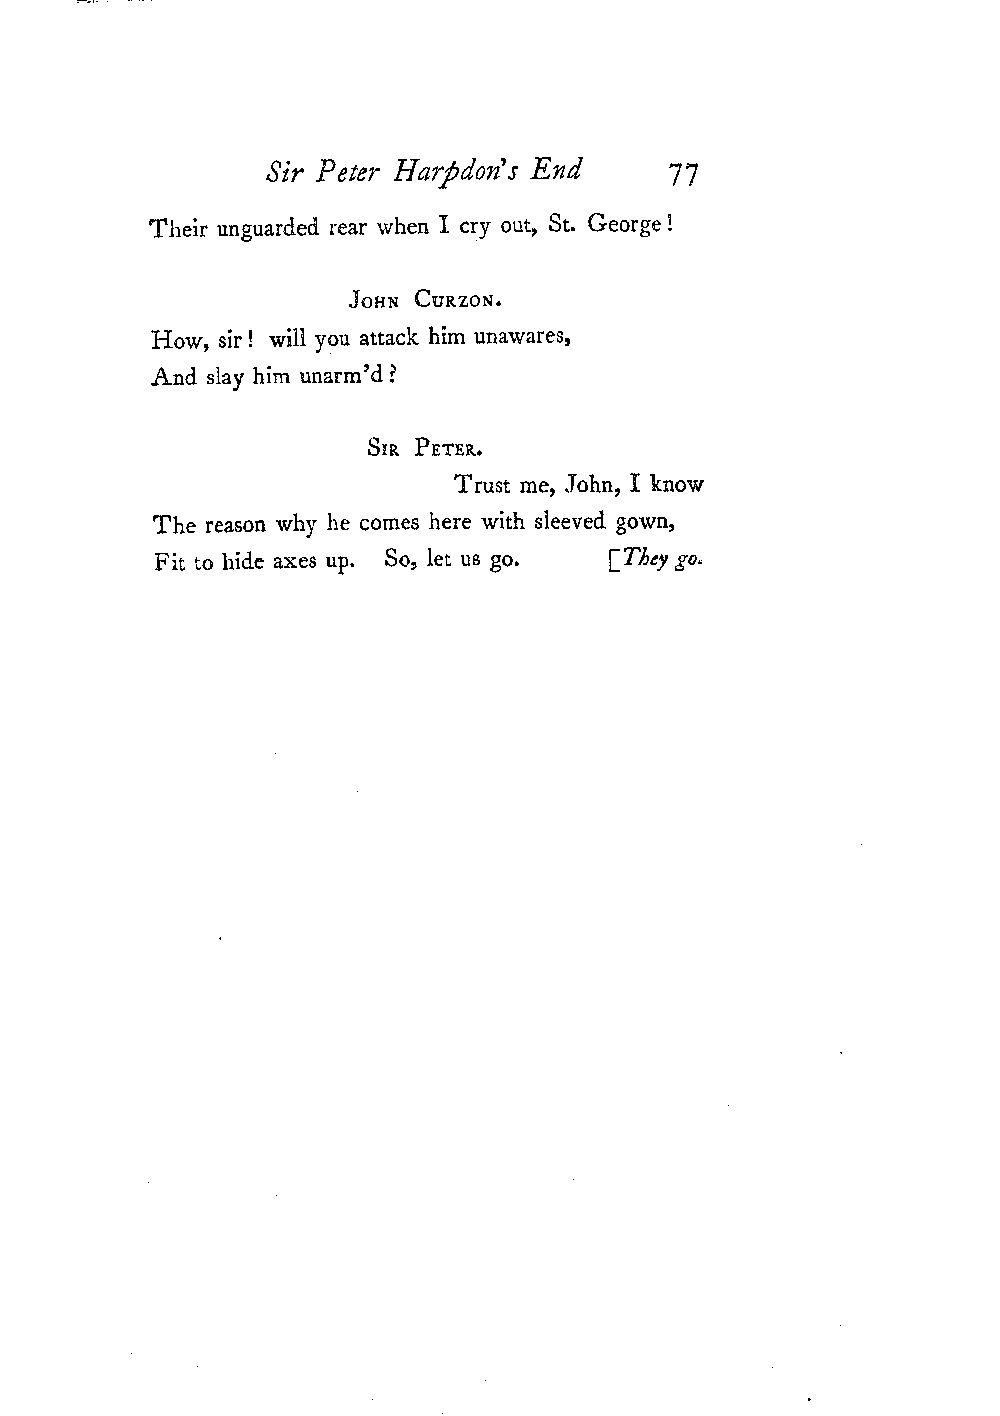 Sir Peter Harpdon's End 77
Their unguarded rear when I cry out, St. George!
John Curzon.
How, sir! will you attack him unawares,
And slay him unarm'd?
Sir Peter.
Trust me, John, I know
The reason why he comes here with sleeved gown,
Fit to hide axes up. So, let us go. [They go.